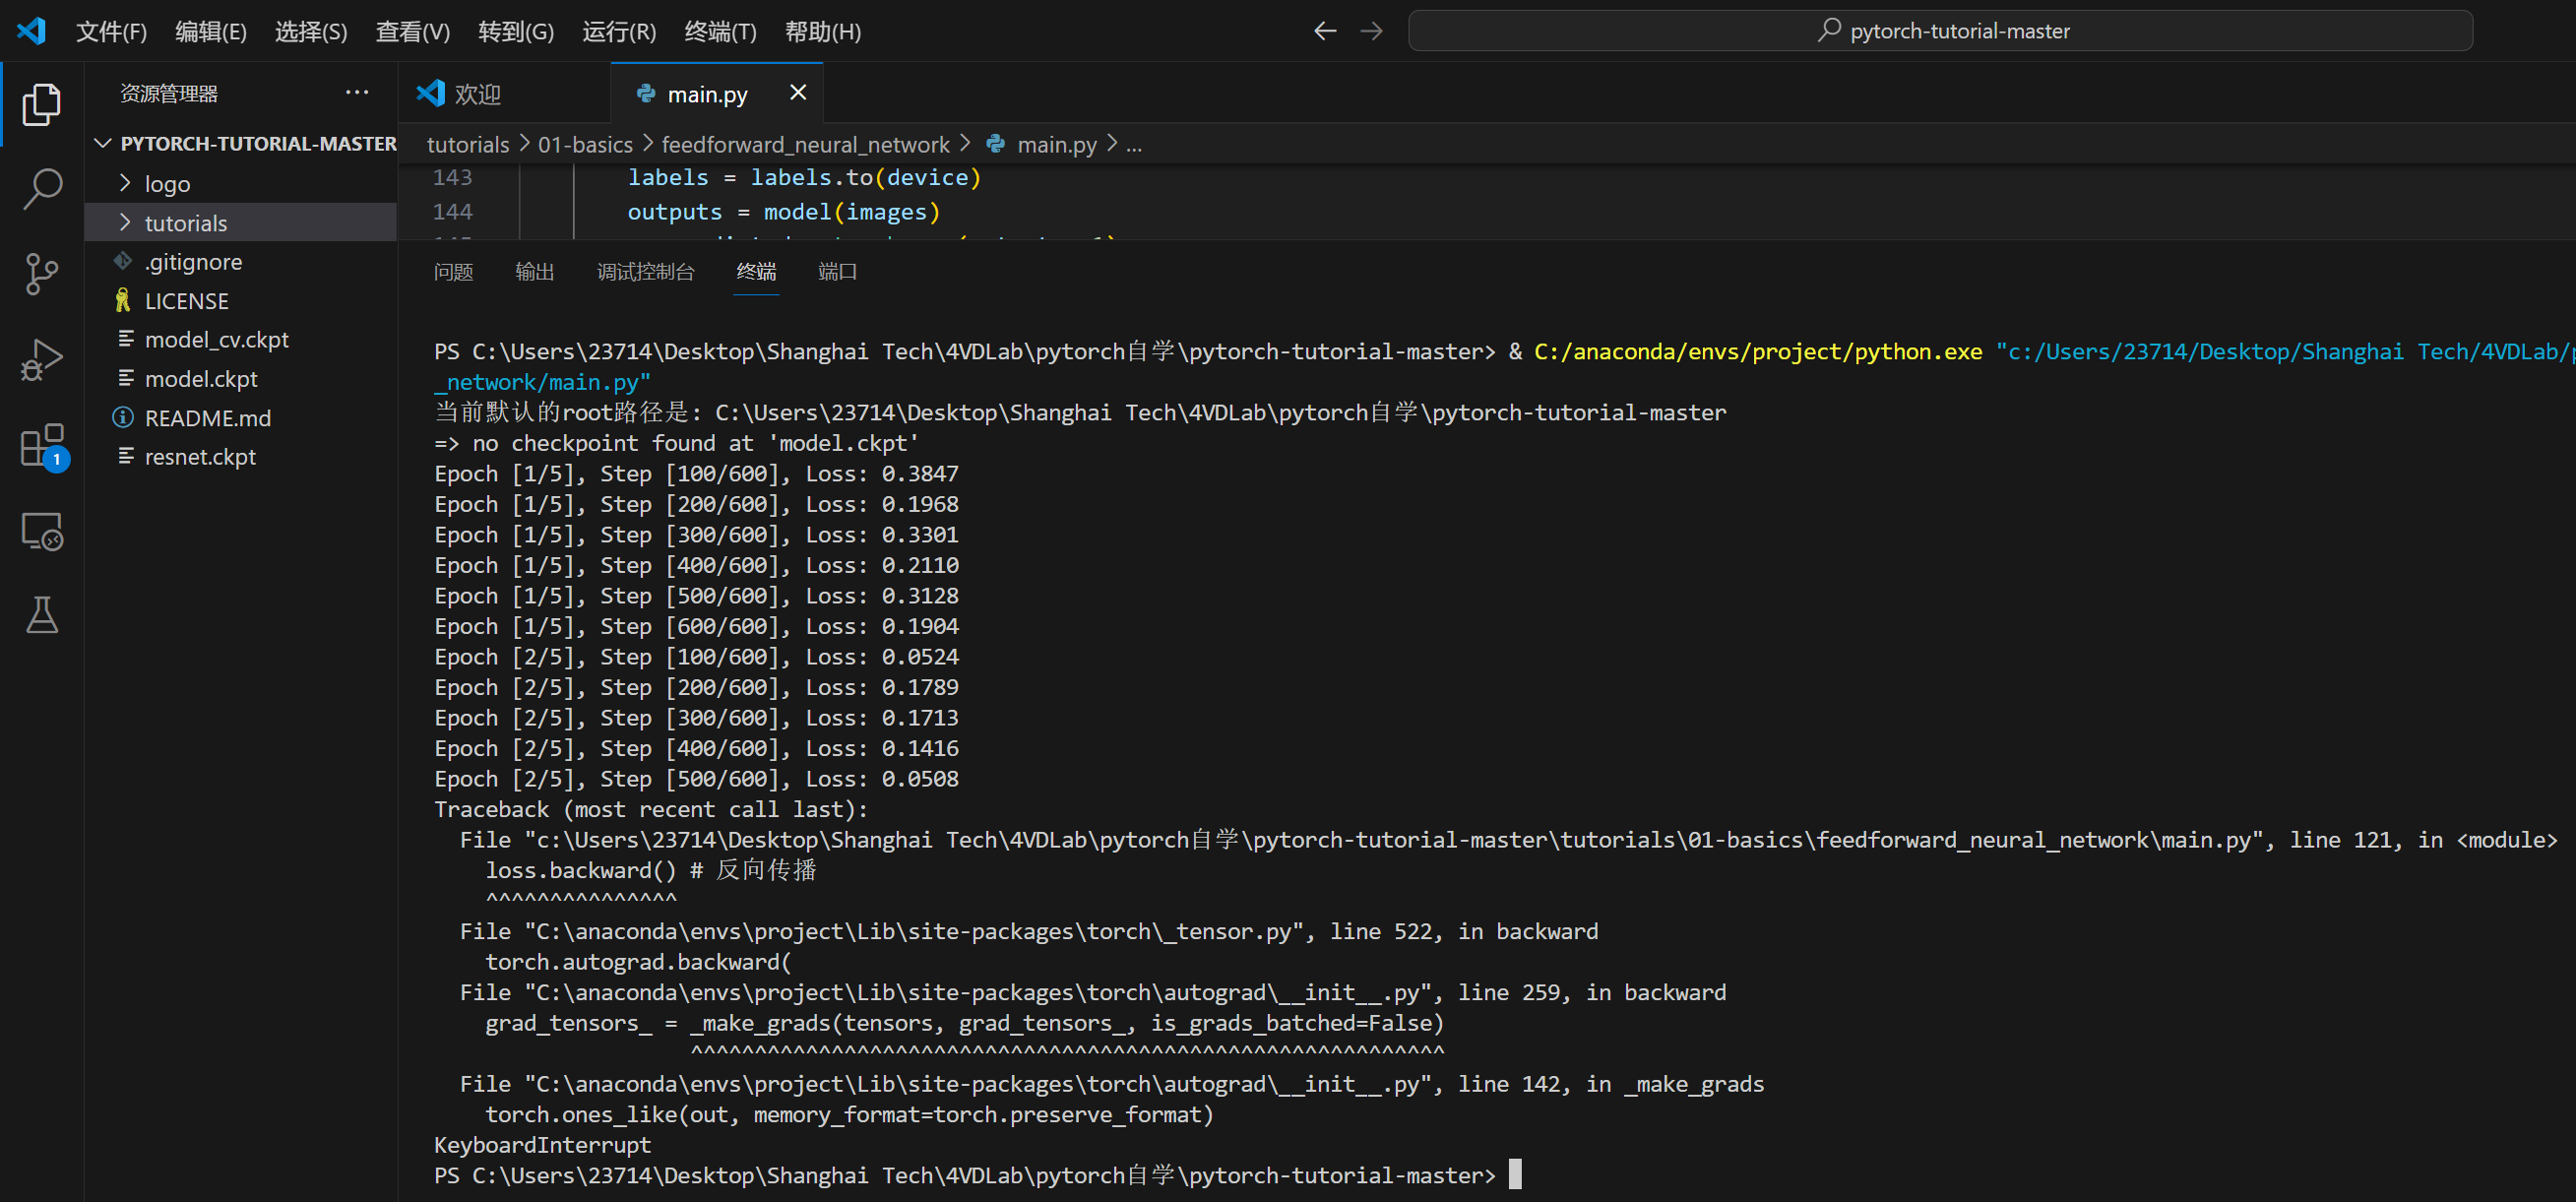 文件(F) 编辑(E) 选择(S) 查看(V) 转到(G) 运行(R) 终端(T) 帮助(H) pytorch-tutorial-master
资源管理器
欢迎 main.py
PYTORCH-TUTORIAL-MASTER
tutorials > 01-basics > feedforward_neural_network > main.py > ...
logo
tutorials
.gitignore
LICENSE
model_cv.ckpt
model.ckpt
README.md
resnet.ckpt
1
143 labels = labels.to(device)
144 outputs = model(images)
问题 输出 调试控制台 终端 端口
PS C:\Users\23714\Desktop\Shanghai Tech\4VDLab\pytorch自学\pytorch-tutorial-master> & C:/anaconda/envs/project/python.exe "c:/Users/23714/Desktop/Shanghai Tech/4VDLab/
_network/main.py"
当前默认的root路径是: C:\Users\23714\Desktop\Shanghai Tech\4VDLab\pytorch自学\pytorch-tutorial-master
=> no checkpoint found at 'model.ckpt'
Epoch [1/5], Step [100/600], Loss: 0.3847
Epoch [1/5], Step [200/600], Loss: 0.1968
Epoch [1/5], Step [300/600], Loss: 0.3301
Epoch [1/5], Step [400/600], Loss: 0.2110
Epoch [1/5], Step [500/600], Loss: 0.3128
Epoch [1/5], Step [600/600], Loss: 0.1904
Epoch [2/5], Step [100/600], Loss: 0.0524
Epoch [2/5], Step [200/600], Loss: 0.1789
Epoch [2/5], Step [300/600], Loss: 0.1713
Epoch [2/5], Step [400/600], Loss: 0.1416
Epoch [2/5], Step [500/600], Loss: 0.0508
Traceback (most recent call last):
File "c:\Users\23714\Desktop\Shanghai Tech\4VDLab\pytorch自学\pytorch-tutorial-master\tutorials\01-basics\feedforward_neural_network\main.py", line 121, in <module>
loss.backward() # 反向传播
^^^^^^^^^^^^^^^
File "C:\anaconda\envs\project\Lib\site-packages\torch\_tensor.py", line 522, in backward
torch.autograd.backward(
File "C:\anaconda\envs\project\Lib\site-packages\torch\autograd\__init__.py", line 259, in backward
grad_tensors_ = _make_grads(tensors, grad_tensors_, is_grads_batched=False)
^^^^^^^^^^^^^^^^^^^^^^^^^^^^^^^^^^^^^^^^^^^^^^^^^^^^^^^^^^^
File "C:\anaconda\envs\project\Lib\site-packages\torch\autograd\__init__.py", line 142, in _make_grads
torch.ones_like(out, memory_format=torch.preserve_format)
KeyboardInterrupt
PS C:\Users\23714\Desktop\Shanghai Tech\4VDLab\pytorch自学\pytorch-tutorial-master>